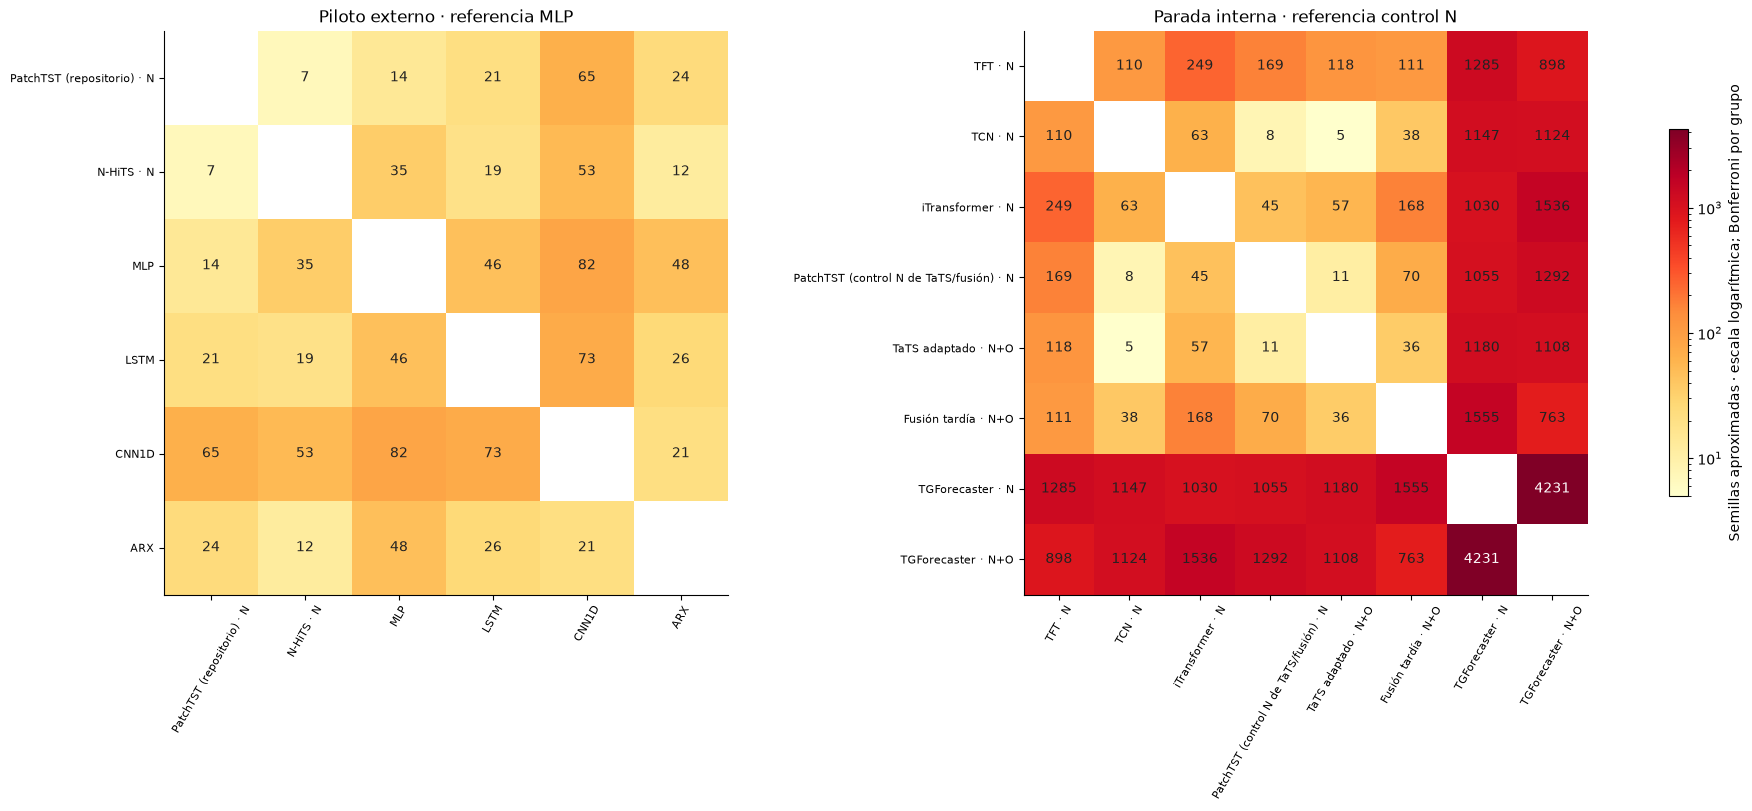 Piloto externo · referencia MLP
PatchTST (repositorio) · N
7 14 21 65 24
N-HiTS · N
7 35 19 53 12
MLP
14 35 46 82 48
LSTM
21 19 46 73 26
CNN1D
65 53 82 73 21
ARX
24 12 48 26 21
PatchTST (repositorio) · N
N-HiTS · N
MLP
LSTM
CNN1D
ARX
Parada interna · referencia control N
TFT · N
110 249 169 118 111 1285 898
TCN · N
110 63 8 5 38 1147 1124
iTransformer · N
249 63 45 57 168 1030 1536
PatchTST (control N de TaTS/fusión) · N
169 8 45 11 70 1055 1292
TaTS adaptado · N+O
118 5 57 11 36 1180 1108
Fusión tardía · N+O
111 38 168 70 36 1555 763
TGForecaster · N
1285 1147 1030 1055 1180 1555 4231
TGForecaster · N+O
898 1124 1536 1292 1108 763 4231
TFT · N
TCN · N
iTransformer · N
PatchTST (control N de TaTS/fusión) · N
TaTS adaptado · N+O
Fusión tardía · N+O
TGForecaster · N
TGForecaster · N+O
10³
10²
10¹
Semillas aproximadas · escala logarítmica; Bonferroni por grupo